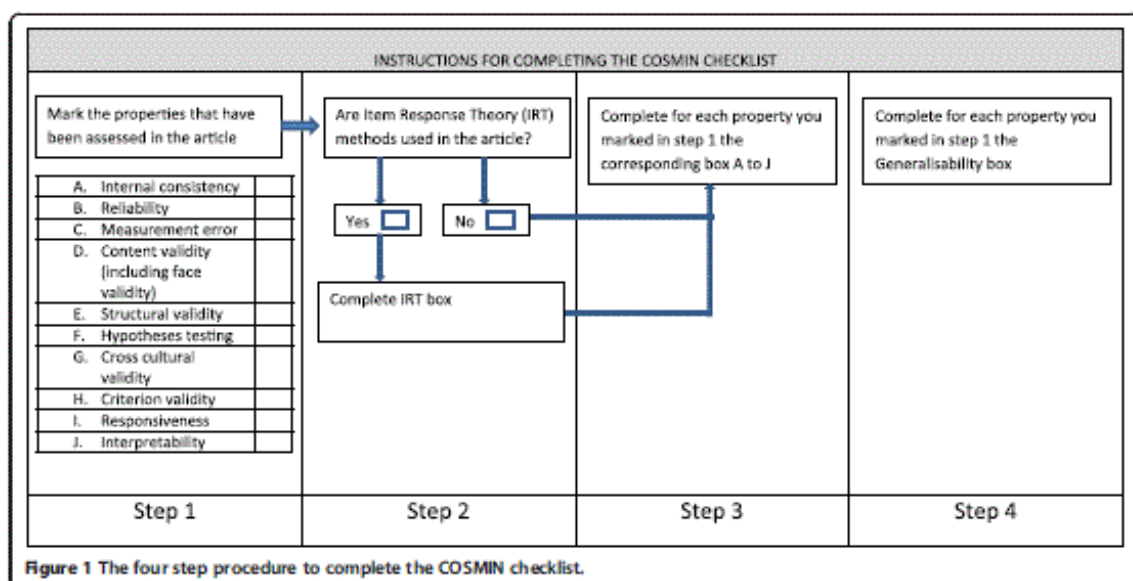 INSTRUCTIONS FOR COMPLETING THE COSMIN CHECKLIST
Mark the properties that have
been assessed in the article
A. Internal consistency
B. Reliability
C. Measurement error
D. Content validity
(including face
validity)
E. Structural validity
F. Hypotheses testing
G. Cross cultural
validity
H. Criterion validity
I. Responsiveness
J. Interpretability
Step 1
Are Item Response Theory (IRT)
methods used in the article?
Yes
No
Complete IRT box
Step 2
Complete for each property you
marked in step 1 the
corresponding box A to J
Step 3
Complete for each property you
marked in step 1 the
Generalisability box
Step 4
Figure 1 The four step procedure to complete the COSMIN checklist.